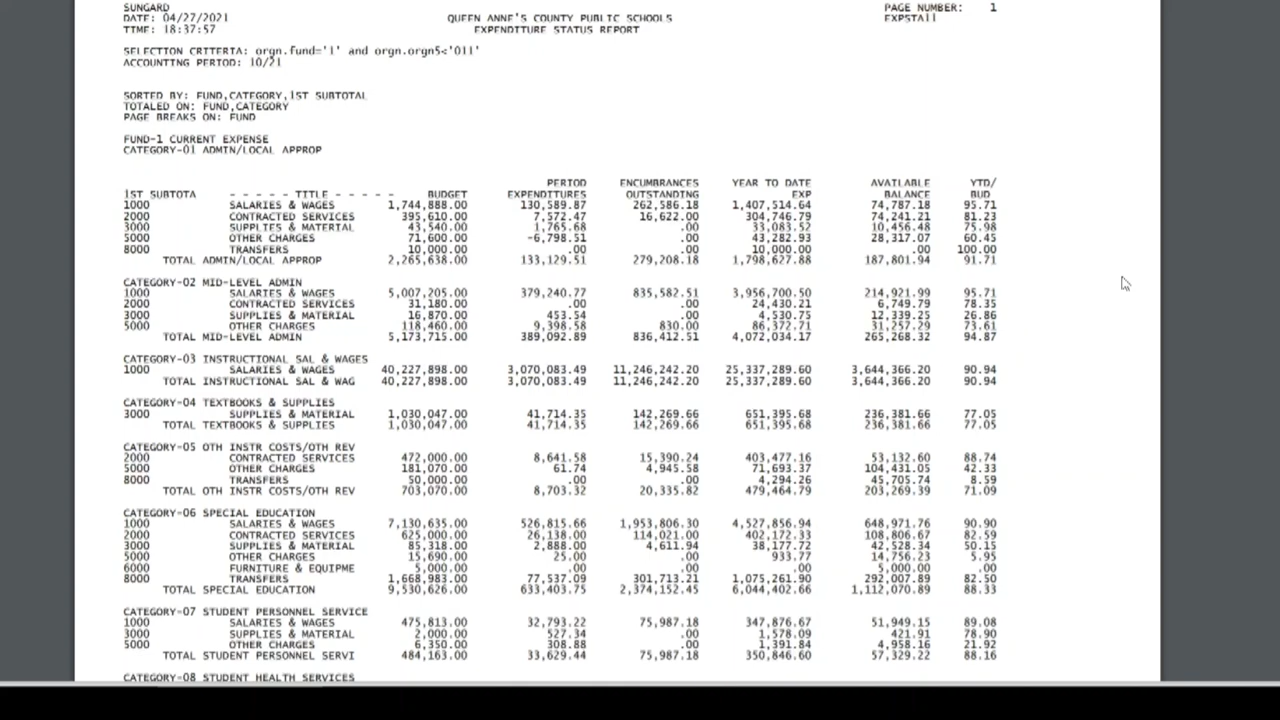 SUNGARD PAGE NUMBER: 1
DATE: 04/27/2021 QUEEN ANNE'S COUNTY PUBLIC SCHOOLS EXPSTA11
TIME: 18:37:57 EXPENDITURE STATUS REPORT
SELECTION CRITERIA: orgn.fund='1' and orgn.orgn5<'011'
ACCOUNTING PERIOD: 10/21
SORTED BY: FUND,CATEGORY,1ST SUBTOTAL
TOTALED ON: FUND,CATEGORY
PAGE BREAKS ON: FUND
FUND-1 CURRENT EXPENSE
CATEGORY-01 ADMIN/LOCAL APPROP
PERIOD ENCUMBRANCES YEAR TO DATE AVAILABLE YTD/
1ST SUBTOTA - - - - - TITLE - - - - - BUDGET EXPENDITURES OUTSTANDING EXP BALANCE BUD
1000 SALARIES & WAGES 1,744,888.00 130,589.87 262,586.18 1,407,514.64 74,787.18 95.71
2000 CONTRACTED SERVICES 395,610.00 7,572.47 16,622.00 304,746.79 74,241.21 81.23
3000 SUPPLIES & MATERIAL 43,540.00 1,765.68 .00 33,083.52 10,456.48 75.98
5000 OTHER CHARGES 71,600.00 -6,798.51 .00 43,282.93 28,317.07 60.45
8000 TRANSFERS 10,000.00 .00 .00 10,000.00 .00 100.00
TOTAL ADMIN/LOCAL APPROP 2,265,638.00 133,129.51 279,208.18 1,798,627.88 187,801.94 91.71
CATEGORY-02 MID-LEVEL ADMIN
1000 SALARIES & WAGES 5,007,205.00 379,240.77 835,582.51 3,956,700.50 214,921.99 95.71
2000 CONTRACTED SERVICES 31,180.00 .00 .00 24,430.21 6,749.79 78.35
3000 SUPPLIES & MATERIAL 16,870.00 453.54 .00 4,530.75 12,339.25 26.86
5000 OTHER CHARGES 118,460.00 9,398.58 830.00 86,372.71 31,257.29 73.61
TOTAL MID-LEVEL ADMIN 5,173,715.00 389,092.89 836,412.51 4,072,034.17 265,268.32 94.87
CATEGORY-03 INSTRUCTIONAL SAL & WAGES
1000 SALARIES & WAGES 40,227,898.00 3,070,083.49 11,246,242.20 25,337,289.60 3,644,366.20 90.94
TOTAL INSTRUCTIONAL SAL & WAG 40,227,898.00 3,070,083.49 11,246,242.20 25,337,289.60 3,644,366.20 90.94
CATEGORY-04 TEXTBOOKS & SUPPLIES
3000 SUPPLIES & MATERIAL 1,030,047.00 41,714.35 142,269.66 651,395.68 236,381.66 77.05
TOTAL TEXTBOOKS & SUPPLIES 1,030,047.00 41,714.35 142,269.66 651,395.68 236,381.66 77.05
CATEGORY-05 OTH INSTR COSTS/OTH REV
2000 CONTRACTED SERVICES 472,000.00 8,641.58 15,390.24 403,477.16 53,132.60 88.74
5000 OTHER CHARGES 181,070.00 61.74 4,945.58 71,693.37 104,431.05 42.33
8000 TRANSFERS 50,000.00 .00 .00 4,294.26 45,705.74 8.59
TOTAL OTH INSTR COSTS/OTH REV 703,070.00 8,703.32 20,335.82 479,464.79 203,269.39 71.09
CATEGORY-06 SPECIAL EDUCATION
1000 SALARIES & WAGES 7,130,635.00 526,815.66 1,953,806.30 4,527,856.94 648,971.76 90.90
2000 CONTRACTED SERVICES 625,000.00 26,138.00 114,021.00 402,172.33 108,806.67 82.59
3000 SUPPLIES & MATERIAL 85,318.00 2,888.00 4,611.94 38,177.72 42,528.34 50.15
5000 OTHER CHARGES 15,690.00 25.00 .00 933.77 14,756.23 5.95
6000 FURNITURE & EQUIPME 5,000.00 .00 .00 .00 5,000.00 .00
8000 TRANSFERS 1,668,983.00 77,537.09 301,713.21 1,075,261.90 292,007.89 82.50
TOTAL SPECIAL EDUCATION 9,530,626.00 633,403.75 2,374,152.45 6,044,402.66 1,112,070.89 88.33
CATEGORY-07 STUDENT PERSONNEL SERVICE
1000 SALARIES & WAGES 475,813.00 32,793.22 75,987.18 347,876.67 51,949.15 89.08
3000 SUPPLIES & MATERIAL 2,000.00 527.34 .00 1,578.09 421.91 78.90
5000 OTHER CHARGES 6,350.00 308.88 .00 1,391.84 4,958.16 21.92
TOTAL STUDENT PERSONNEL SERVI 484,163.00 33,629.44 75,987.18 350,846.60 57,329.22 88.16
CATEGORY-08 STUDENT HEALTH SERVICES